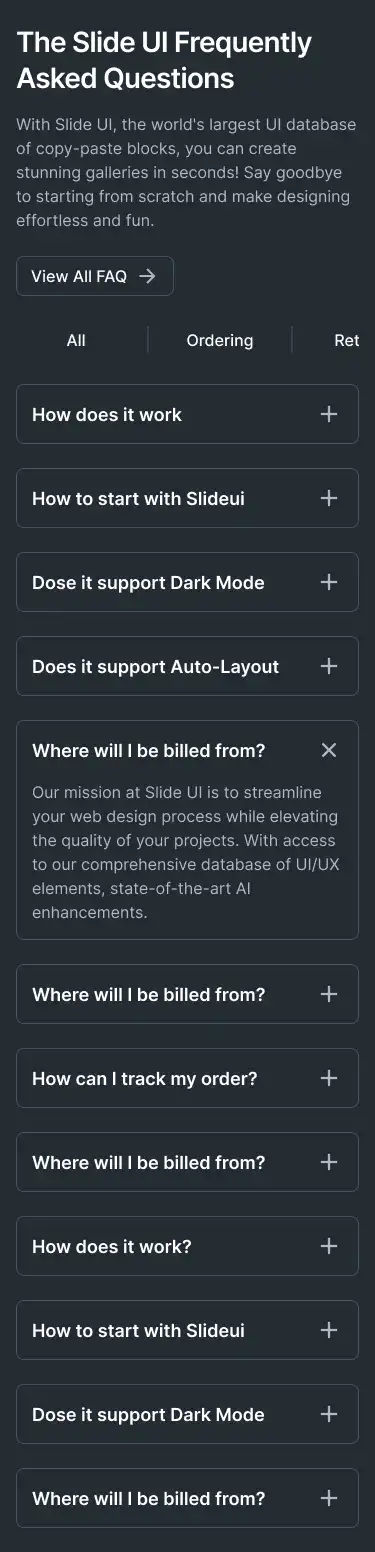 The Slide UI Frequently
Asked Questions
With Slide UI, the world's largest UI database
of copy-paste blocks, you can create
stunning galleries in seconds! Say goodbye
to starting from scratch and make designing
effortless and fun.
View All FAQ
All
Ordering
Ret
How does it work
How to start with Slideui
Dose it support Dark Mode
Does it support Auto-Layout
Where will I be billed from?
Our mission at Slide UI is to streamline
your web design process while elevating
the quality of your projects. With access
to our comprehensive database of UI/UX
elements, state-of-the-art AI
enhancements.
Where will I be billed from?
How can I track my order?
Where will I be billed from?
How does it work?
How to start with Slideui
Dose it support Dark Mode
Where will I be billed from?